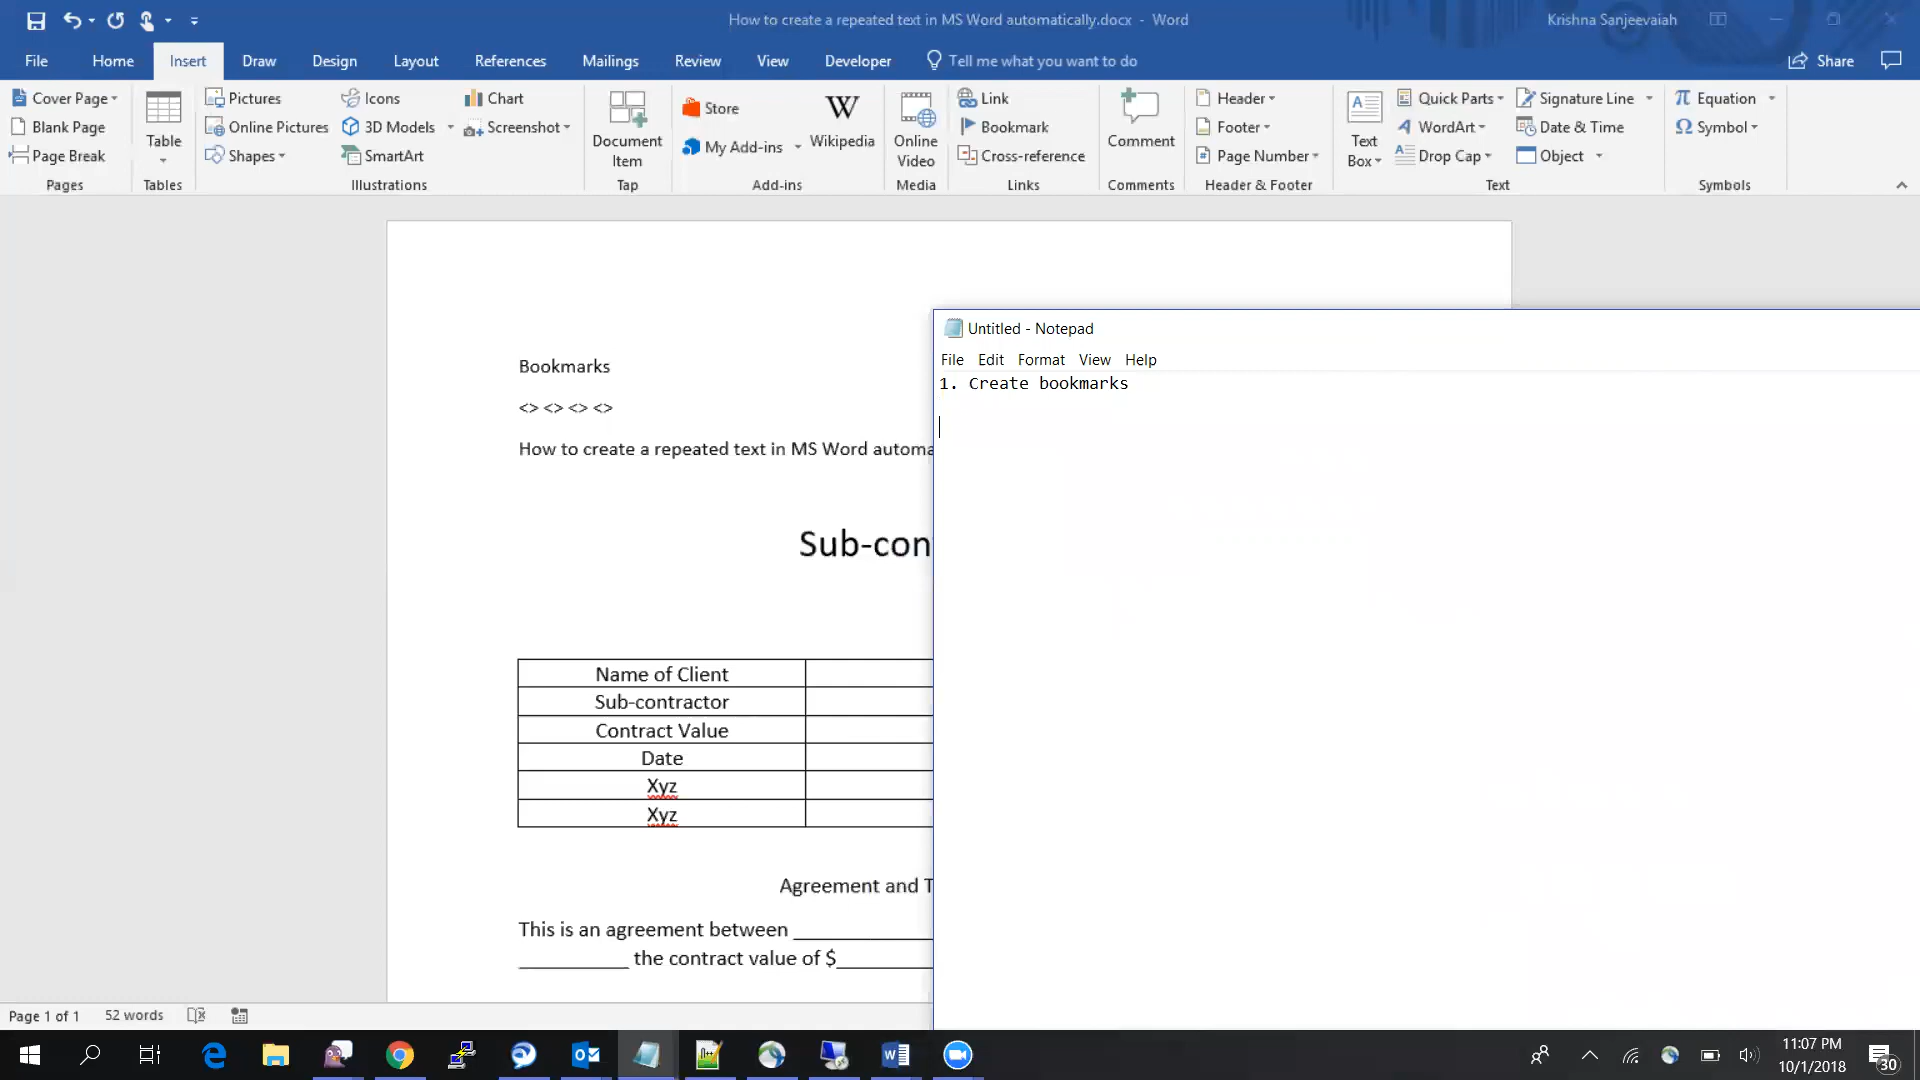 How to create a repeated text in MS Word automatically.docx - Word
Krishna Sanjeevaiah
File Home Insert Draw Design Layout References Mailings Review View Developer Tell me what you want to do Share
Cover Page
Blank Page
Page Break
Pages
Table
Tables
Pictures
Online Pictures
Shapes
Icons
3D Models
SmartArt
Chart
Screenshot
Illustrations
Document
Item
Tap
Store
My Add-ins
W
Wikipedia
Add-ins
Online
Video
Media
Link
Bookmark
Cross-reference
Links
Comment
Comments
Header
Footer
Page Number
Header & Footer
Text
Box
Quick Parts
WordArt
Drop Cap
Signature Line
Date & Time
Object
Text
Equation
Symbol
Symbols
Bookmarks
<> <> <> <>
How to create a repeated text in MS Word automa
Sub-con
Name of Client
Sub-contractor
Contract Value
Date
Xyz
Xyz
Agreement and T
This is an agreement between ______________
___________ the contract value of $__________
Untitled - Notepad
File Edit Format View Help
1. Create bookmarks
Page 1 of 1 52 words
11:07 PM
10/1/2018
30